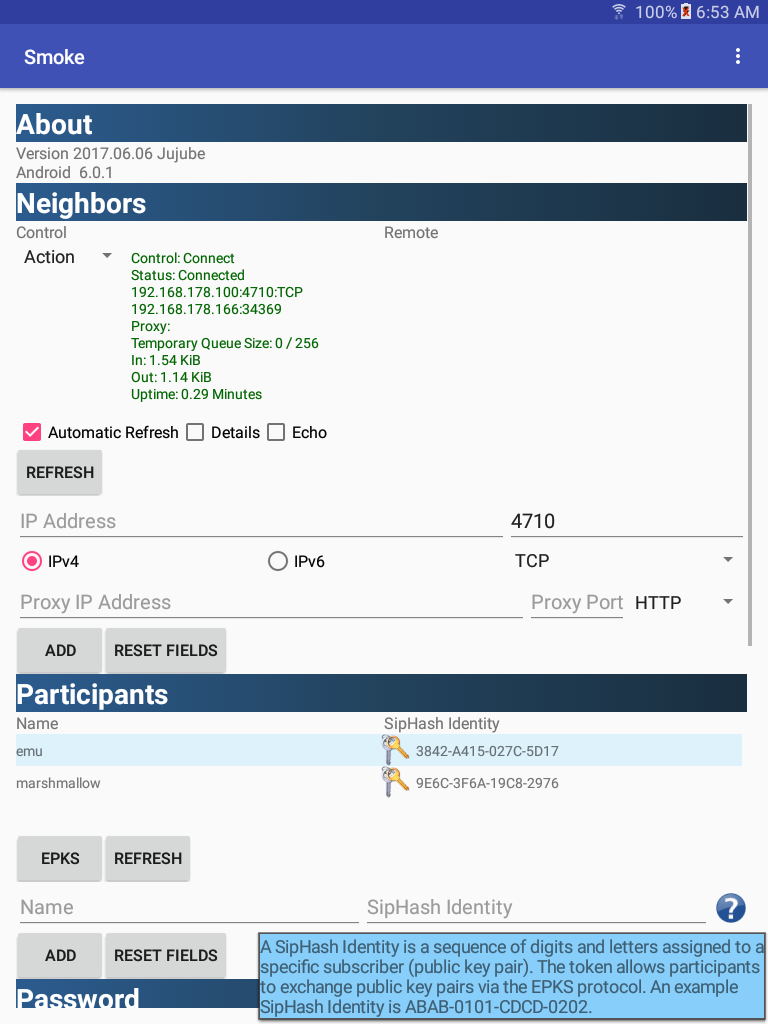 100% 6:53 AM
Smoke
About
Version 2017.06.06 Jujube
Android 6.0.1
Neighbors
Control Remote
Action
Control: Connect
Status: Connected
192.168.178.100:4710:TCP
192.168.178.166:34369
Proxy:
Temporary Queue Size: 0 / 256
In: 1.54 KiB
Out: 1.14 KiB
Uptime: 0.29 Minutes
Automatic Refresh Details Echo
REFRESH
IP Address 4710
IPv4 IPv6 TCP
Proxy IP Address Proxy Port HTTP
ADD RESET FIELDS
Participants
Name SipHash Identity
emu 3842-A415-027C-5D17
marshmallow 9E6C-3F6A-19C8-2976
EPKS REFRESH
Name SipHash Identity ?
ADD RESET FIELDS
A SipHash Identity is a sequence of digits and letters assigned to a
specific subscriber (public key pair). The token allows participants
to exchange public key pairs via the EPKS protocol. An example
SipHash Identity is ABAB-0101-CDCD-0202.
Password